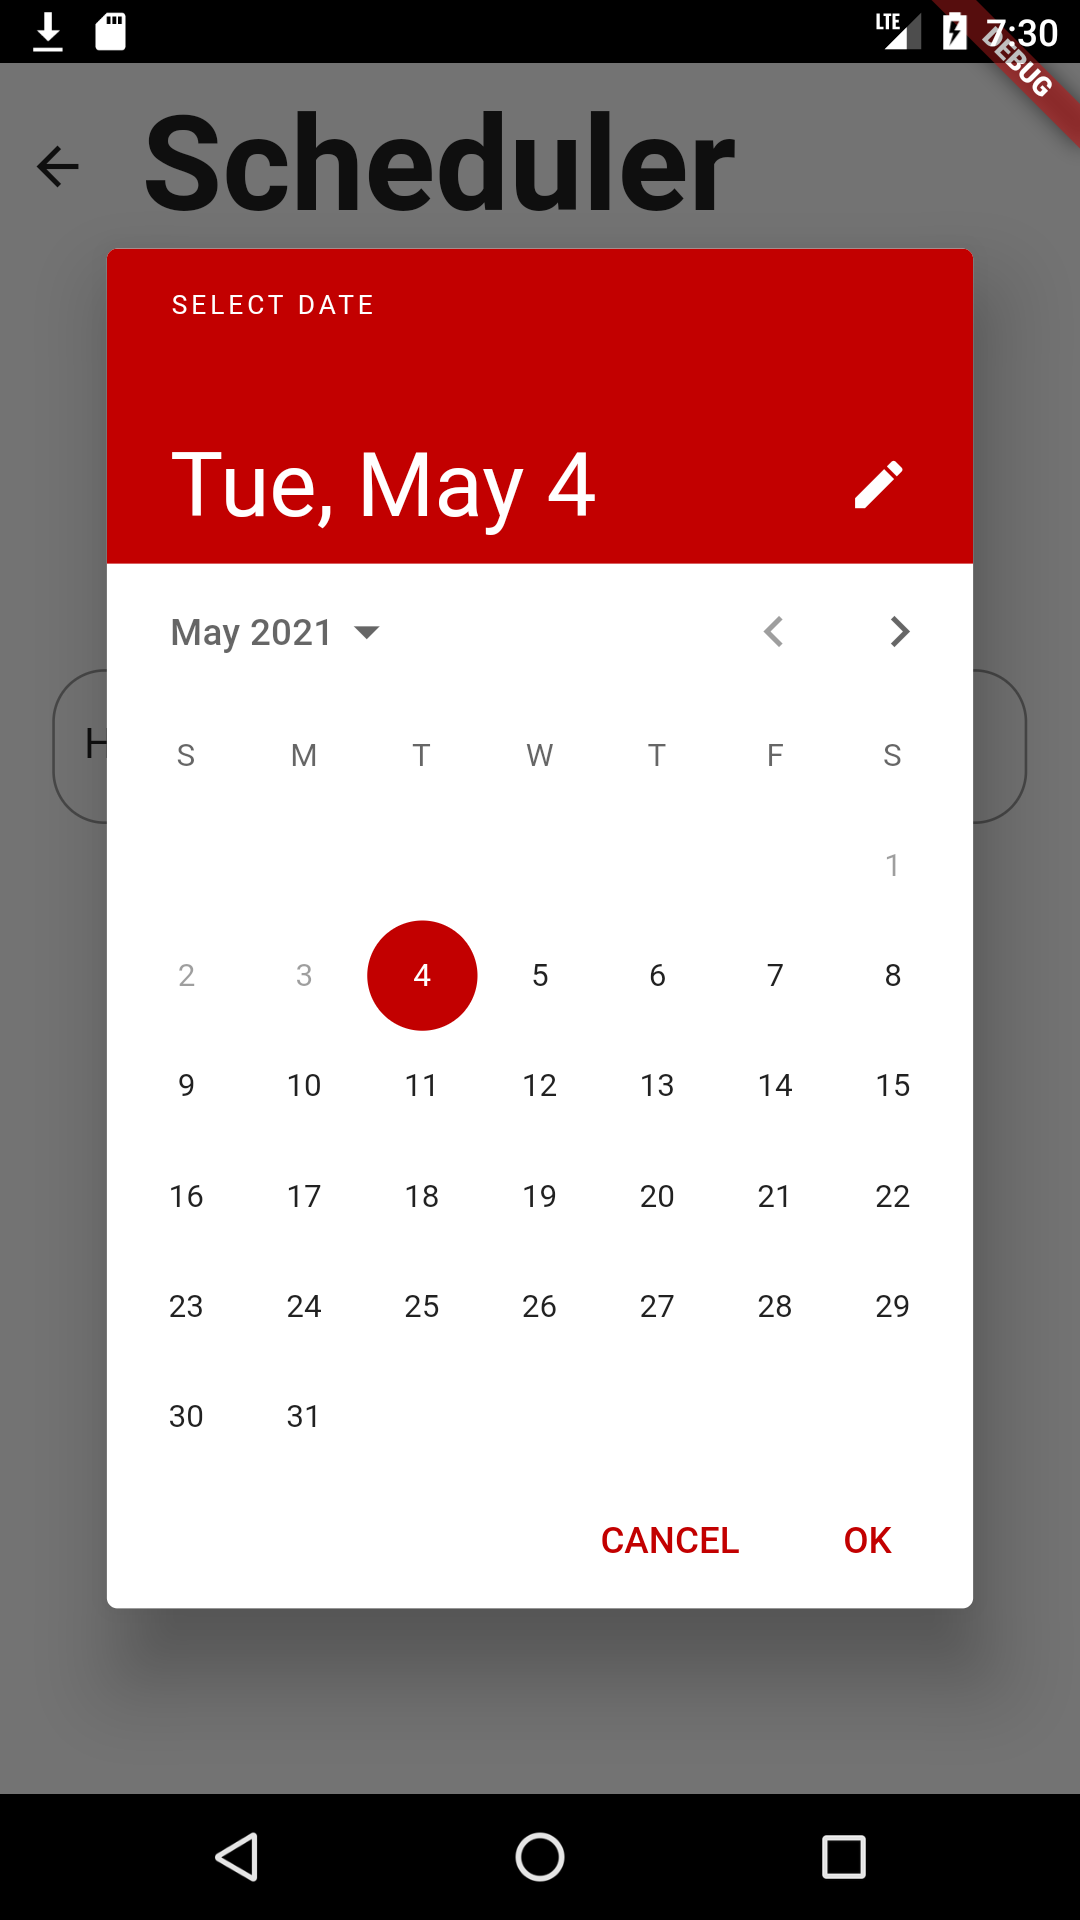 LTE 7:30
DEBUG
Scheduler
SELECT DATE
Tue, May 4
May 2021
H
S M T W T F S
1
2 3 4 5 6 7 8
9 10 11 12 13 14 15
16 17 18 19 20 21 22
23 24 25 26 27 28 29
30 31
CANCEL OK